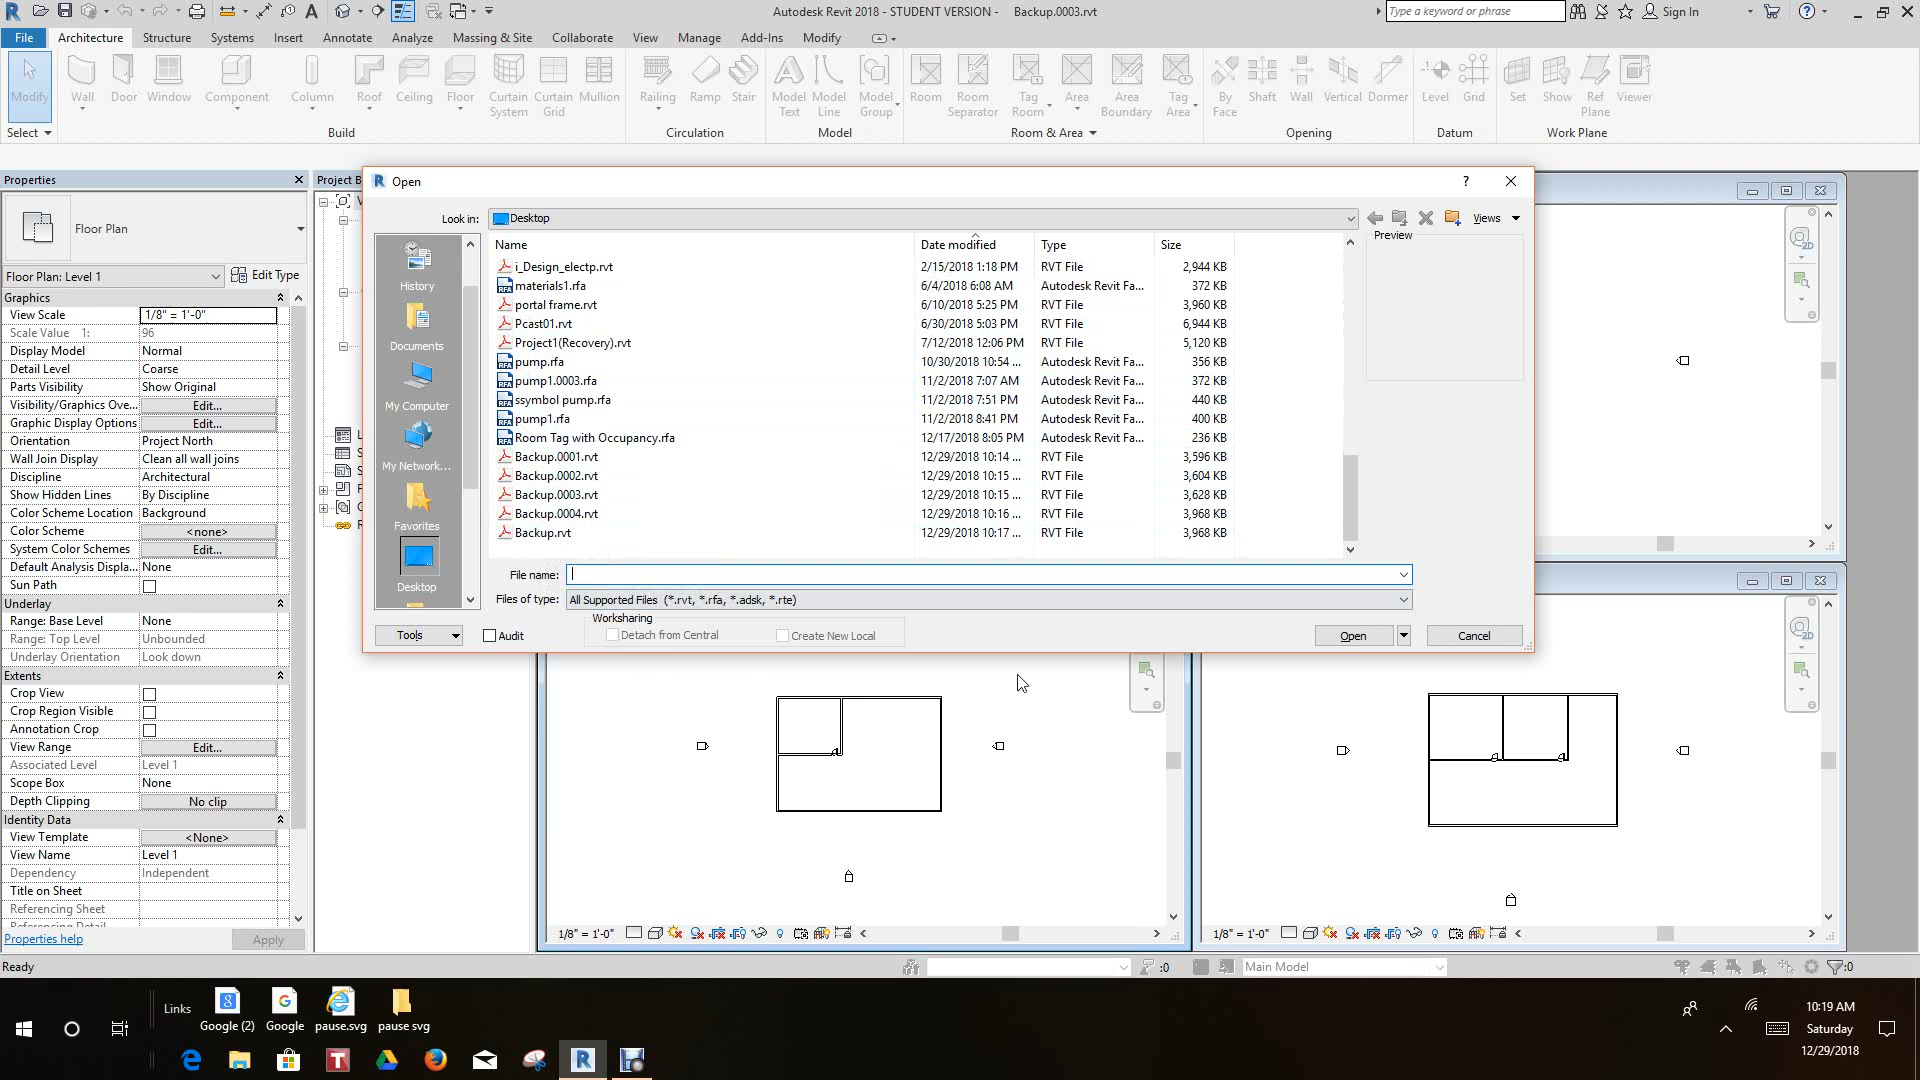 Autodesk Revit 2018 - STUDENT VERSION - Backup.0003.rvt
Type a keyword or phrase
Sign In
File Architecture Structure Systems Insert Annotate Analyze Massing & Site Collaborate View Manage Add-Ins Modify
Modify Wall Door Window Component Column Roof Ceiling Floor Curtain System Curtain Grid Mullion Railing Ramp Stair Model Text Model Line Model Group Room Room Separator Tag Room Area Area Boundary Tag Area By Face Shaft Wall Vertical Dormer Level Grid Set Show Ref Plane Viewer
Select Build Circulation Model Room & Area Opening Datum Work Plane
Properties
Project B
Floor Plan
Floor Plan: Level 1
Edit Type
Graphics
View Scale 1/8" = 1'-0"
Scale Value 1: 96
Display Model Normal
Detail Level Coarse
Parts Visibility Show Original
Visibility/Graphics Ove... Edit...
Graphic Display Options Edit...
Orientation Project North
Wall Join Display Clean all wall joins
Discipline Architectural
Show Hidden Lines By Discipline
Color Scheme Location Background
Color Scheme <none>
System Color Schemes Edit...
Default Analysis Displa... None
Sun Path
Underlay
Range: Base Level None
Range: Top Level Unbounded
Underlay Orientation Look down
Extents
Crop View
Crop Region Visible
Annotation Crop
View Range Edit...
Associated Level Level 1
Scope Box None
Depth Clipping No clip
Identity Data
View Template <None>
View Name Level 1
Dependency Independent
Title on Sheet
Referencing Sheet
Referencing Detail
Properties help
Apply
Open
?
Look in: Desktop
Views
Preview
History
Documents
My Computer
My Network...
Favorites
Desktop
Name Date modified Type Size
i_Design_electp.rvt 2/15/2018 1:18 PM RVT File 2,944 KB
materials1.rfa 6/4/2018 6:08 AM Autodesk Revit Fa... 372 KB
portal frame.rvt 6/10/2018 5:25 PM RVT File 3,960 KB
Pcast01.rvt 6/30/2018 5:03 PM RVT File 6,944 KB
Project1(Recovery).rvt 7/12/2018 12:06 PM RVT File 5,120 KB
pump.rfa 10/30/2018 10:54 ... Autodesk Revit Fa... 356 KB
pump1.0003.rfa 11/2/2018 7:07 AM Autodesk Revit Fa... 372 KB
ssymbol pump.rfa 11/2/2018 7:51 PM Autodesk Revit Fa... 440 KB
pump1.rfa 11/2/2018 8:41 PM Autodesk Revit Fa... 400 KB
Room Tag with Occupancy.rfa 12/17/2018 8:05 PM Autodesk Revit Fa... 236 KB
Backup.0001.rvt 12/29/2018 10:14 ... RVT File 3,596 KB
Backup.0002.rvt 12/29/2018 10:15 ... RVT File 3,604 KB
Backup.0003.rvt 12/29/2018 10:15 ... RVT File 3,628 KB
Backup.0004.rvt 12/29/2018 10:16 ... RVT File 3,968 KB
Backup.rvt 12/29/2018 10:17 ... RVT File 3,968 KB
File name:
Files of type: All Supported Files (*.rvt, *.rfa, *.adsk, *.rte)
Worksharing
Tools Audit Detach from Central Create New Local Open Cancel
1/8" = 1'-0"
1/8" = 1'-0"
Ready
:0
Main Model
:0
Links
Google (2)
Google
pause.svg
pause svg
10:19 AM
Saturday
12/29/2018